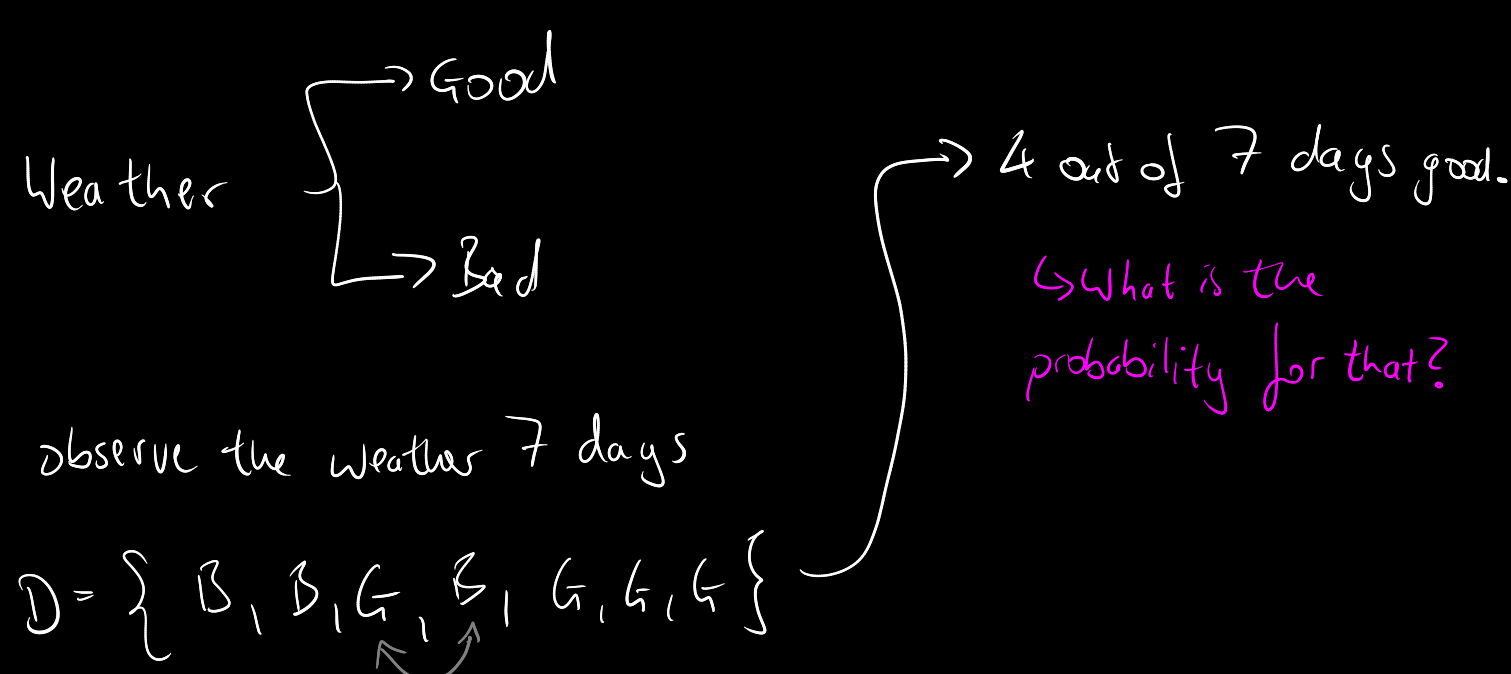 Weather
Good
Bad
observe the weather 7 days
D = { B, B, G, B, G, G, G }
4 out of 7 days good.
↳ What is the
probability for that?